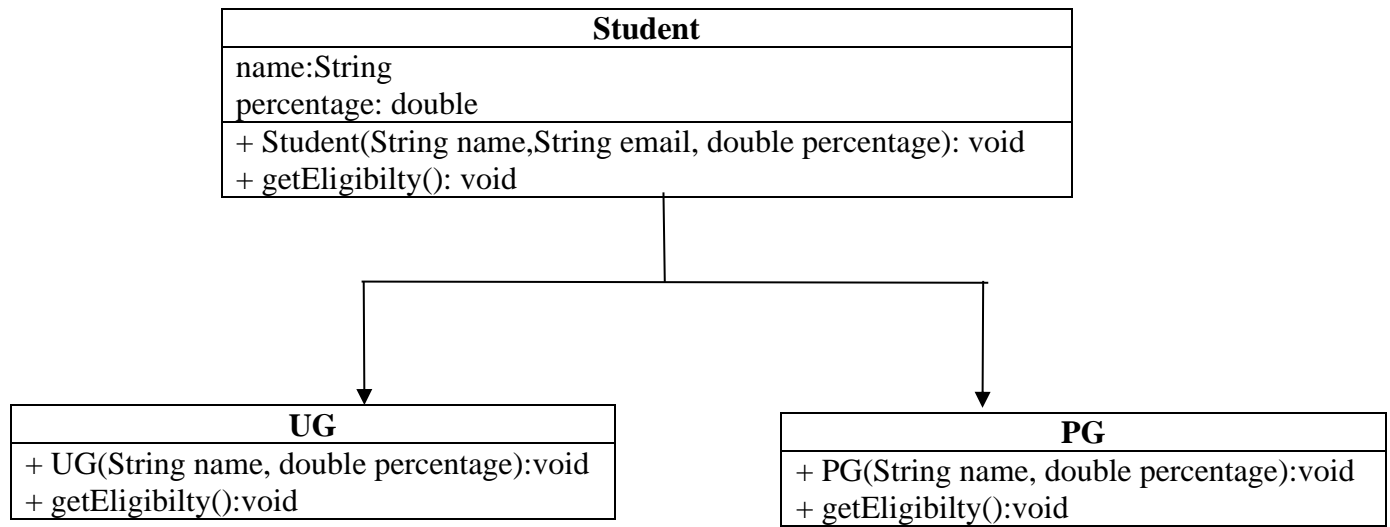 Student
name:String
percentage: double
+ Student(String name,String email, double percentage): void
+ getEligibilty(): void
UG
+ UG(String name, double percentage):void
+ getEligibilty():void
PG
+ PG(String name, double percentage):void
+ getEligibilty():void